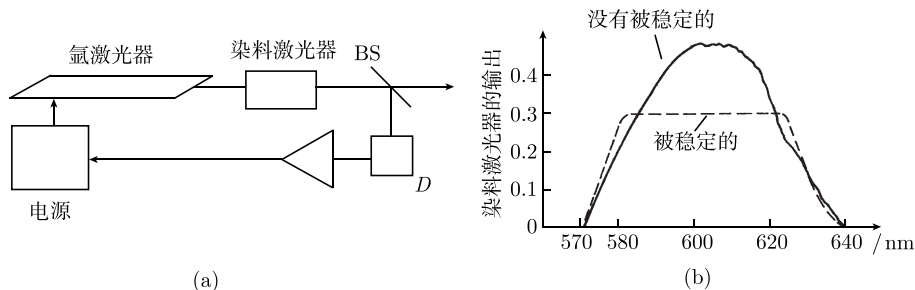 氩激光器
染料激光器
BS
D
电源
(a)
没有被稳定的
被稳定的
染料激光器的输出
0.4
0.3
0.2
0.1
0
570 580 600 620 640 /nm
(b)